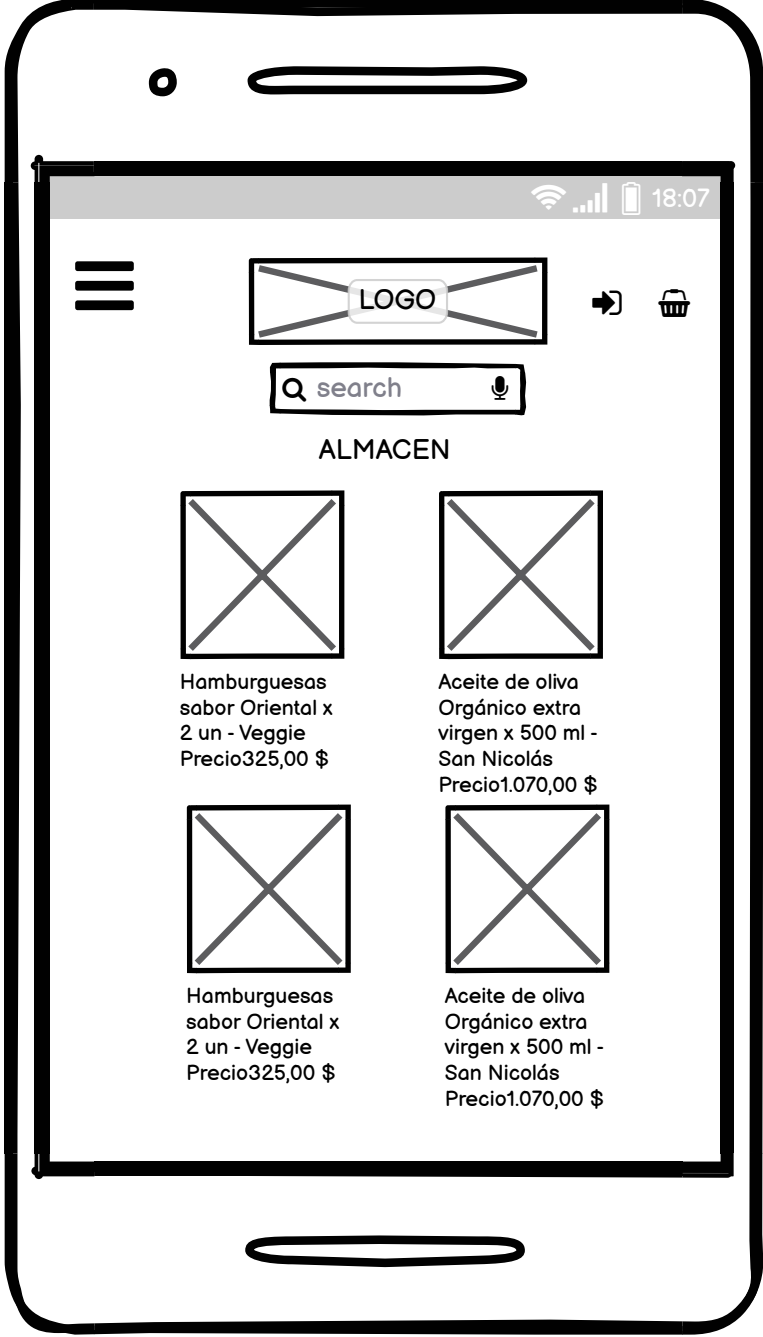 18:07
LOGO
search
ALMACEN
Hamburguesas
sabor Oriental x
2 un - Veggie
Precio325,00 $
Aceite de oliva
Orgánico extra
virgen x 500 ml -
San Nicolás
Precio1.070,00 $
Hamburguesas
sabor Oriental x
2 un - Veggie
Precio325,00 $
Aceite de oliva
Orgánico extra
virgen x 500 ml -
San Nicolás
Precio1.070,00 $